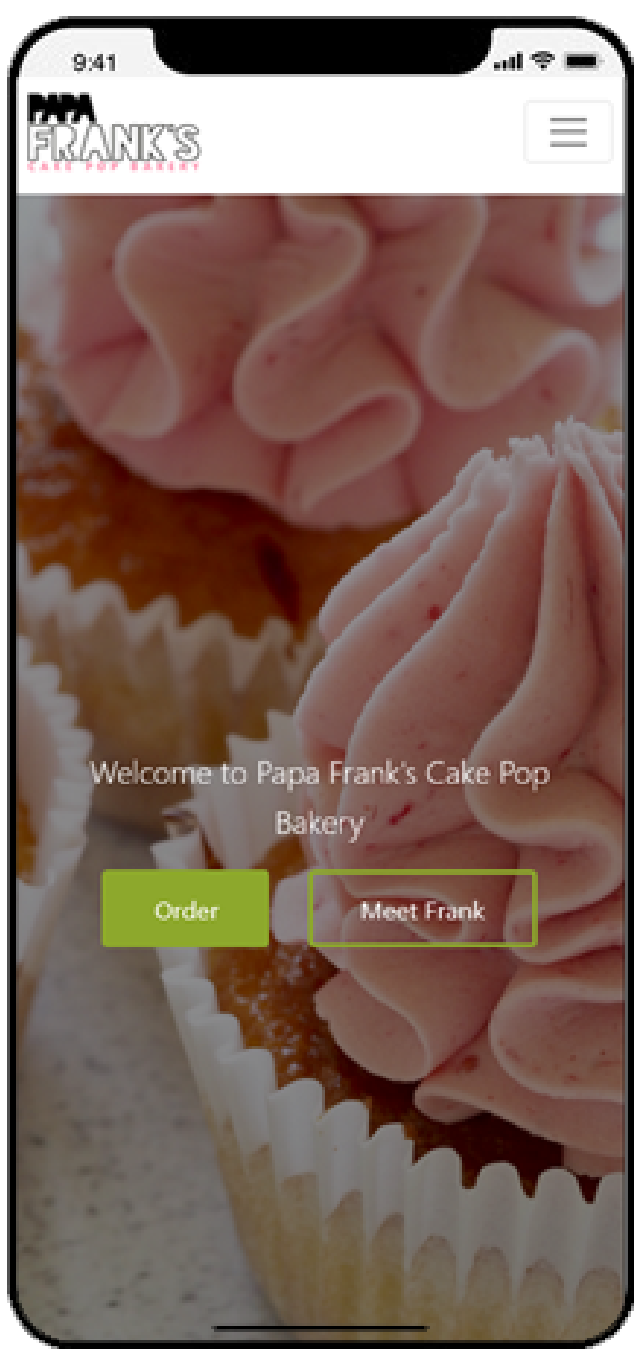 9:41
PAPA
FRANK'S
CAKE POP BAKERY
Welcome to Papa Frank's Cake Pop
Bakery
Order
Meet Frank